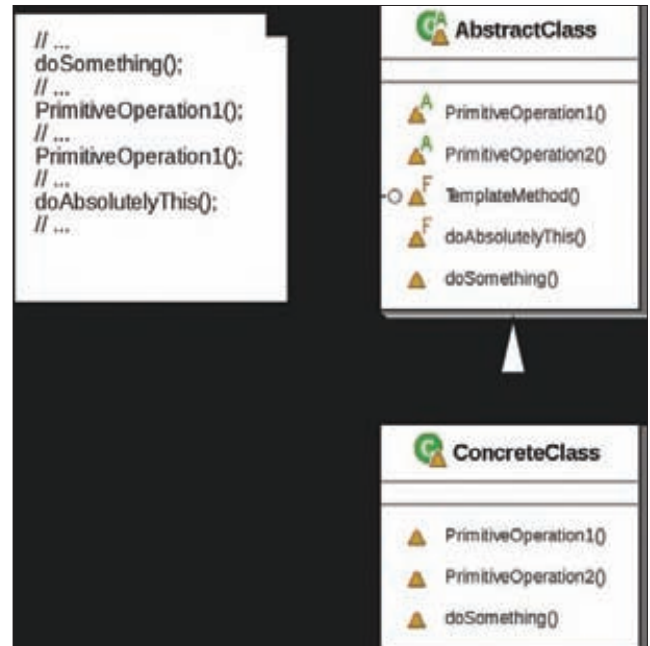 // ...
doSomething();
// ...
PrimitiveOperation1();
// ...
PrimitiveOperation1();
// ...
doAbsolutelyThis();
// ...
C A AbstractClass
A PrimitiveOperation1()
A PrimitiveOperation2()
F TemplateMethod()
F doAbsolutelyThis()
doSomething()
C ConcreteClass
PrimitiveOperation1()
PrimitiveOperation2()
doSomething()